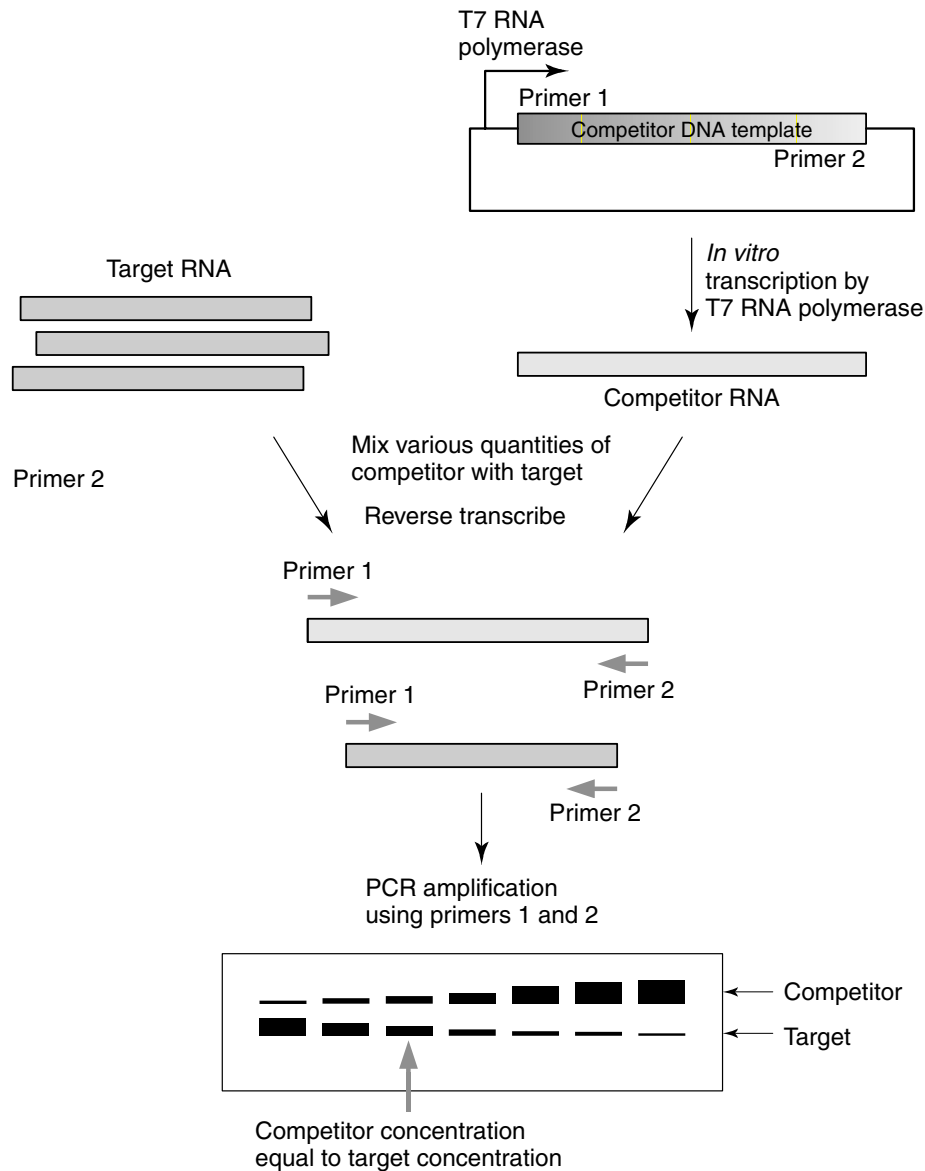 T7 RNA
polymerase
Primer 1
Competitor DNA template
Primer 2
In vitro
transcription by
T7 RNA polymerase
Target RNA
Competitor RNA
Mix various quantities of
competitor with target
Primer 2
Reverse transcribe
Primer 1
Primer 2
Primer 1
Primer 2
PCR amplification
using primers 1 and 2
Competitor
Target
Competitor concentration
equal to target concentration